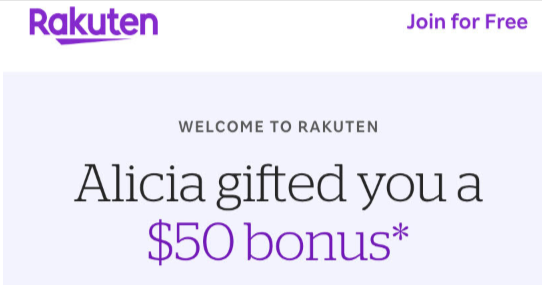 Rakuten
Join for Free
WELCOME TO RAKUTEN
Alicia gifted you a
$50 bonus*